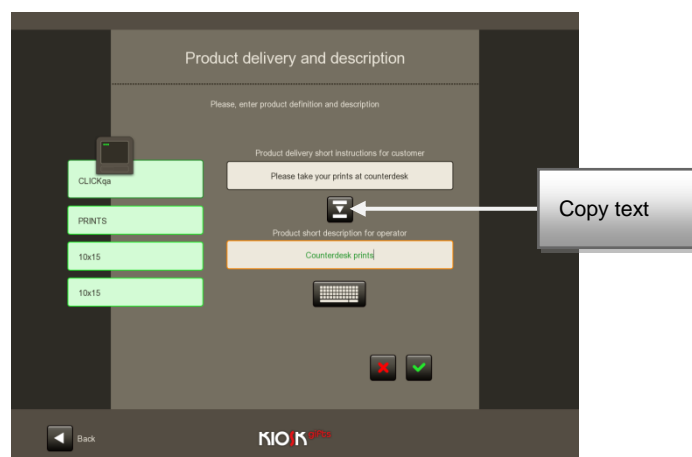 Product delivery and description
Please, enter product definition and description
Product delivery short instructions for customer
CLICKqa
Please take your prints at counterdesk
Copy text
PRINTS
Product short description for operator
10x15
Counterdesk prints
10x15
Back
KIOSK gifts